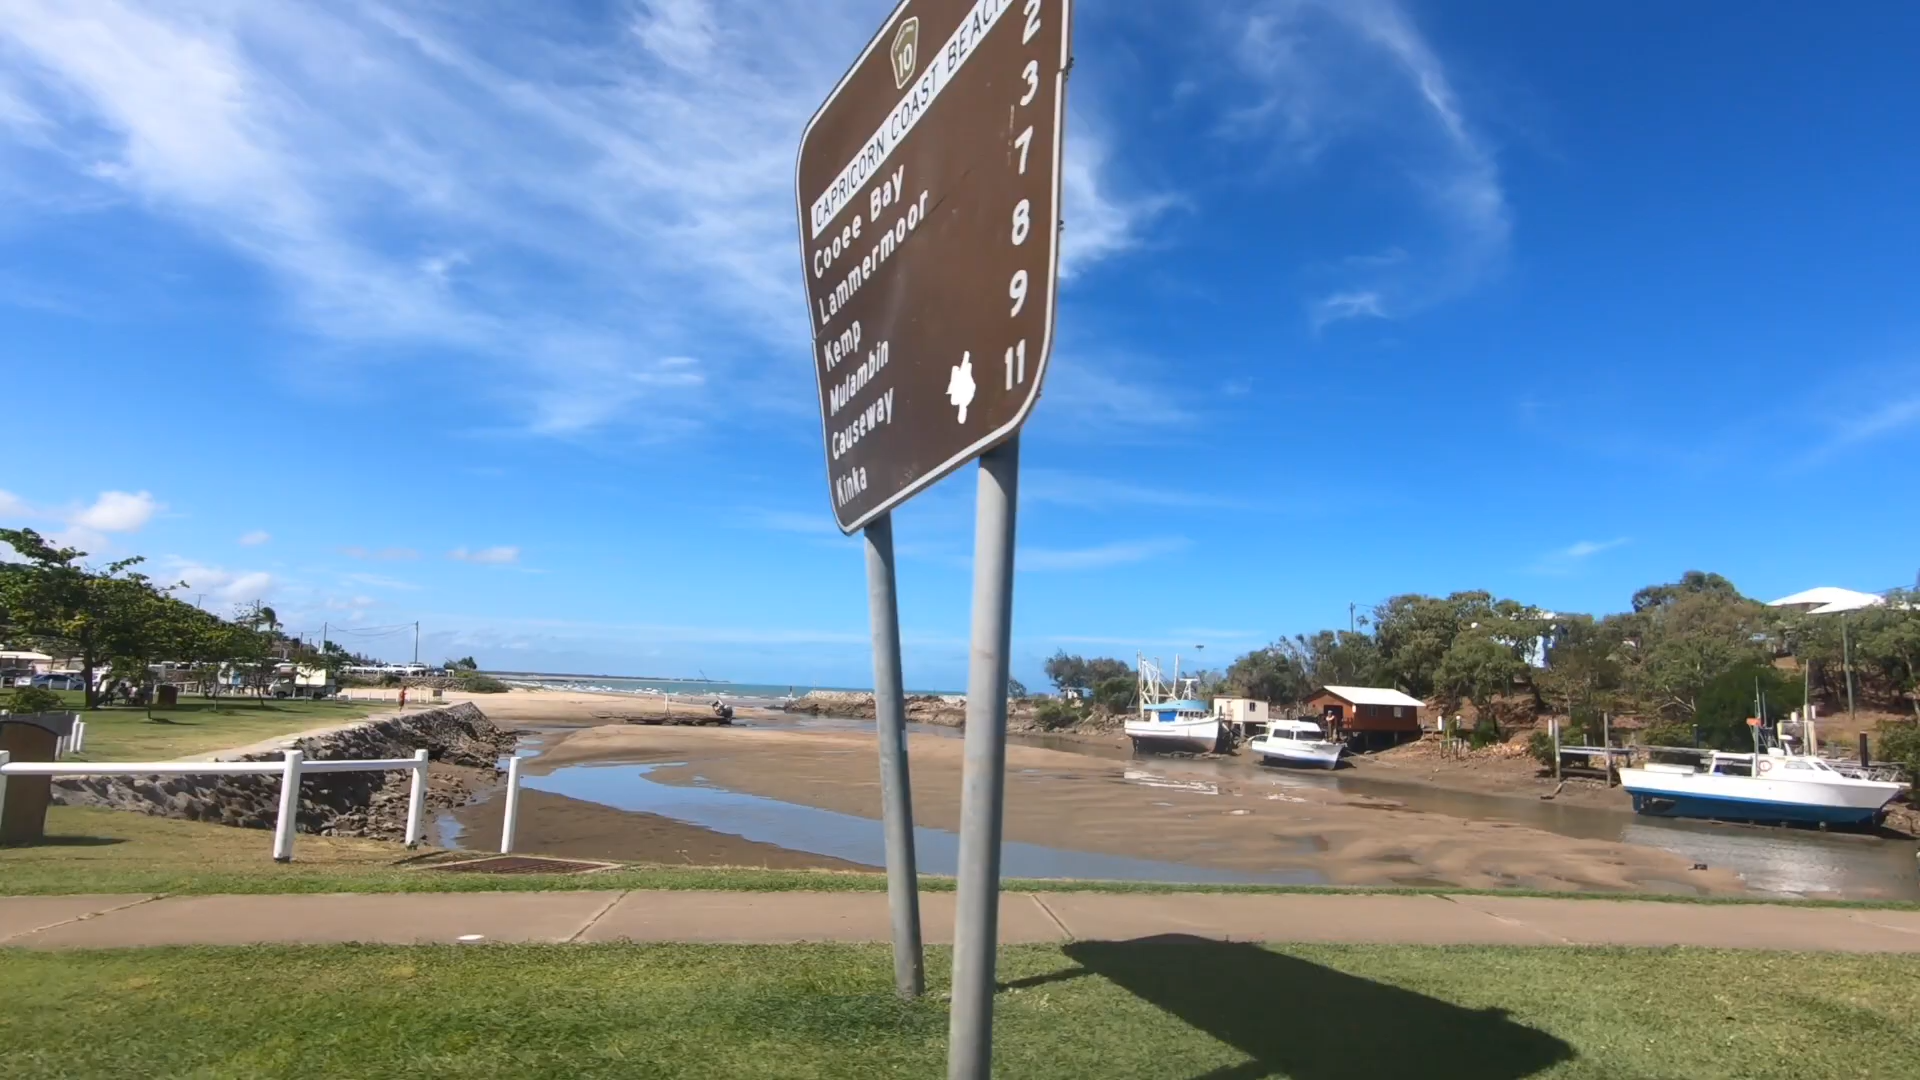 10
CAPRICORN COAST BEACH
Cooee Bay 2
Lammermoor 3
Kemp 7
Mulambin 8
Causeway 9
Kinka 11